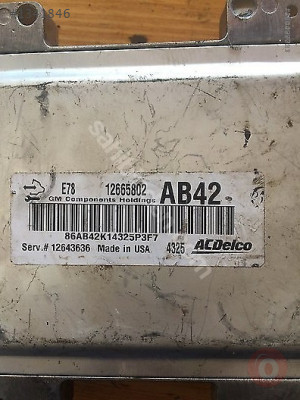 E78 12665802 AB42
GM Components Holdings
86AB42K14325P3F7
Serv.# 12643636 Made in USA 4325 ACDelco